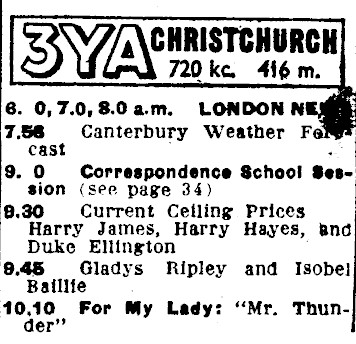 3YA CHRISTCHURCH
720 kc. 416 m.
6. 0, 7.0, 8.0 a.m. LONDON
7.58 Canterbury Weather Fore-
cast
9. 0 Correspondence School Ses-
sion (see page 34)
9.30 Current Ceiling Prices
Harry James, Harry Hayes, and
Duke Ellington
9.45 Gladys Ripley and Isobel
Baillie
10.10 For My Lady: "Mr. Thun-
der"